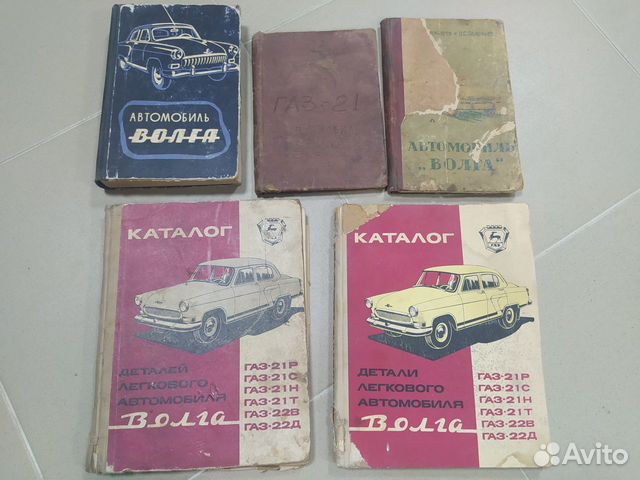 АВТОМОБИЛЬ
ВОЛГА
ГАЗ-21
АВТОМОБИЛЬ
„ВОЛГА"
КАТАЛОГ
ГАЗ
ДЕТАЛЕЙ
ЛЕГКОВОГО
АВТОМОБИЛЯ
Волга
ГАЗ-21Р
ГАЗ-21С
ГАЗ-21Н
ГАЗ-21Т
ГАЗ-22В
ГАЗ-22Д
КАТАЛОГ
ГАЗ
ДЕТАЛИ
ЛЕГКОВОГО
АВТОМОБИЛЯ
Волга
ГАЗ-21Р
ГАЗ-21С
ГАЗ-21Н
ГАЗ-21Т
ГАЗ-22В
ГАЗ-22Д
Avito